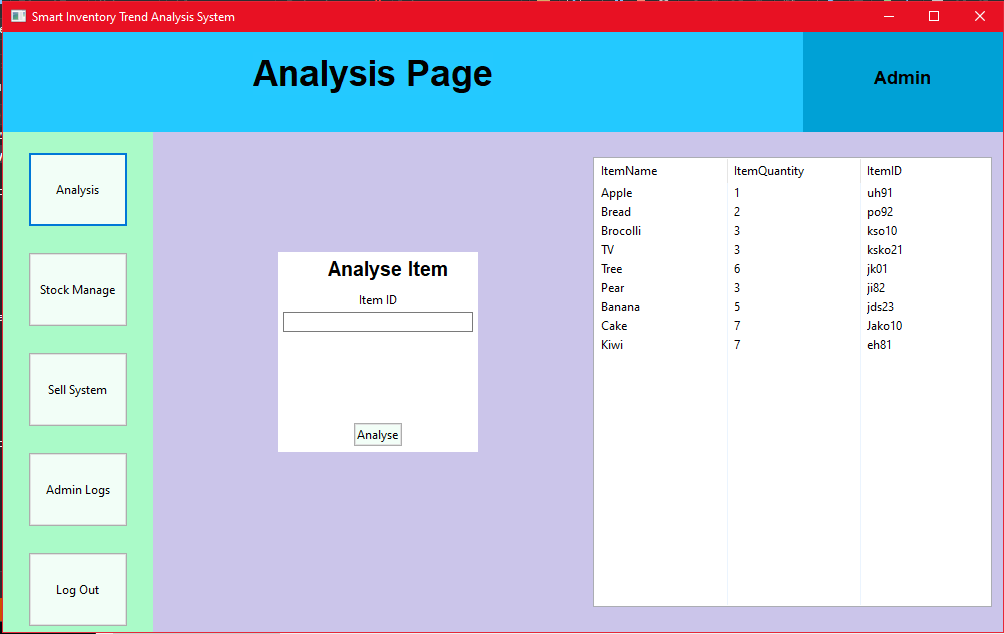 Smart Inventory Trend Analysis System
Analysis Page
Admin
Analysis
Stock Manage
Sell System
Admin Logs
Log Out
Analyse Item
Item ID
Analyse
ItemName ItemQuantity ItemID
Apple 1 uh91
Bread 2 po92
Brocolli 3 kso10
TV 3 ksko21
Tree 6 jk01
Pear 3 ji82
Banana 5 jds23
Cake 7 Jako10
Kiwi 7 eh81